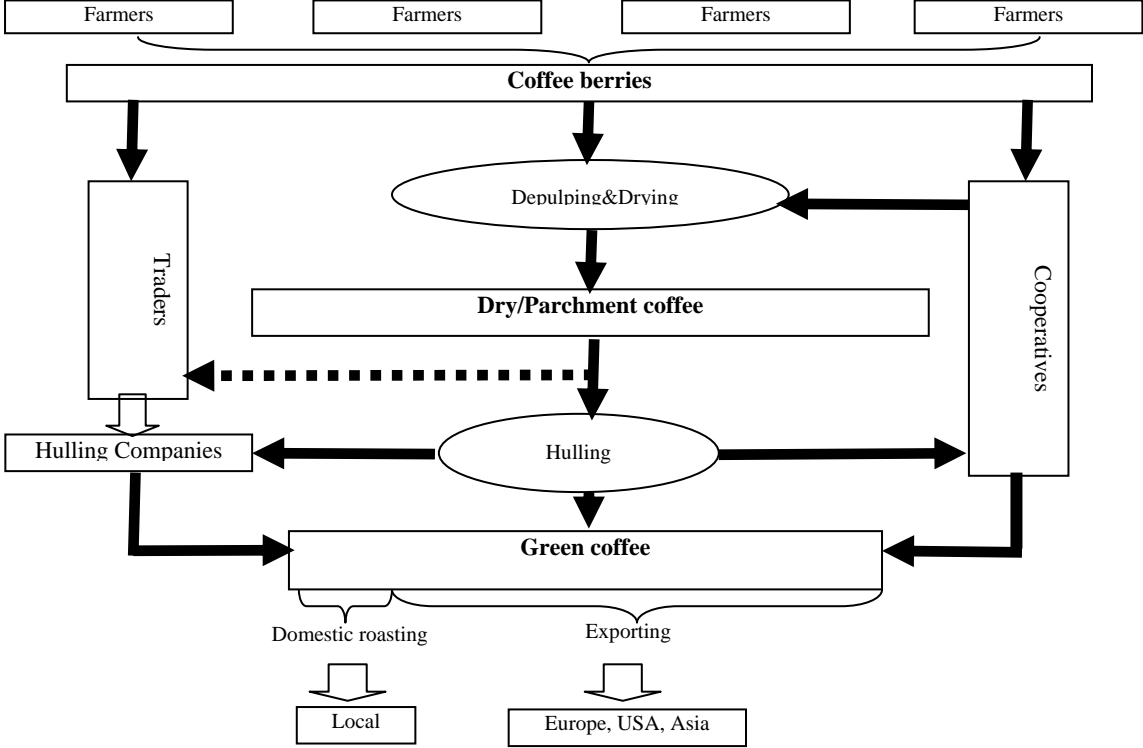 Farmers
Farmers
Farmers
Farmers
Coffee berries
Depulping&Drying
Traders
Cooperatives
Dry/Parchment coffee
Hulling Companies
Hulling
Green coffee
Domestic roasting
Exporting
Local
Europe, USA, Asia